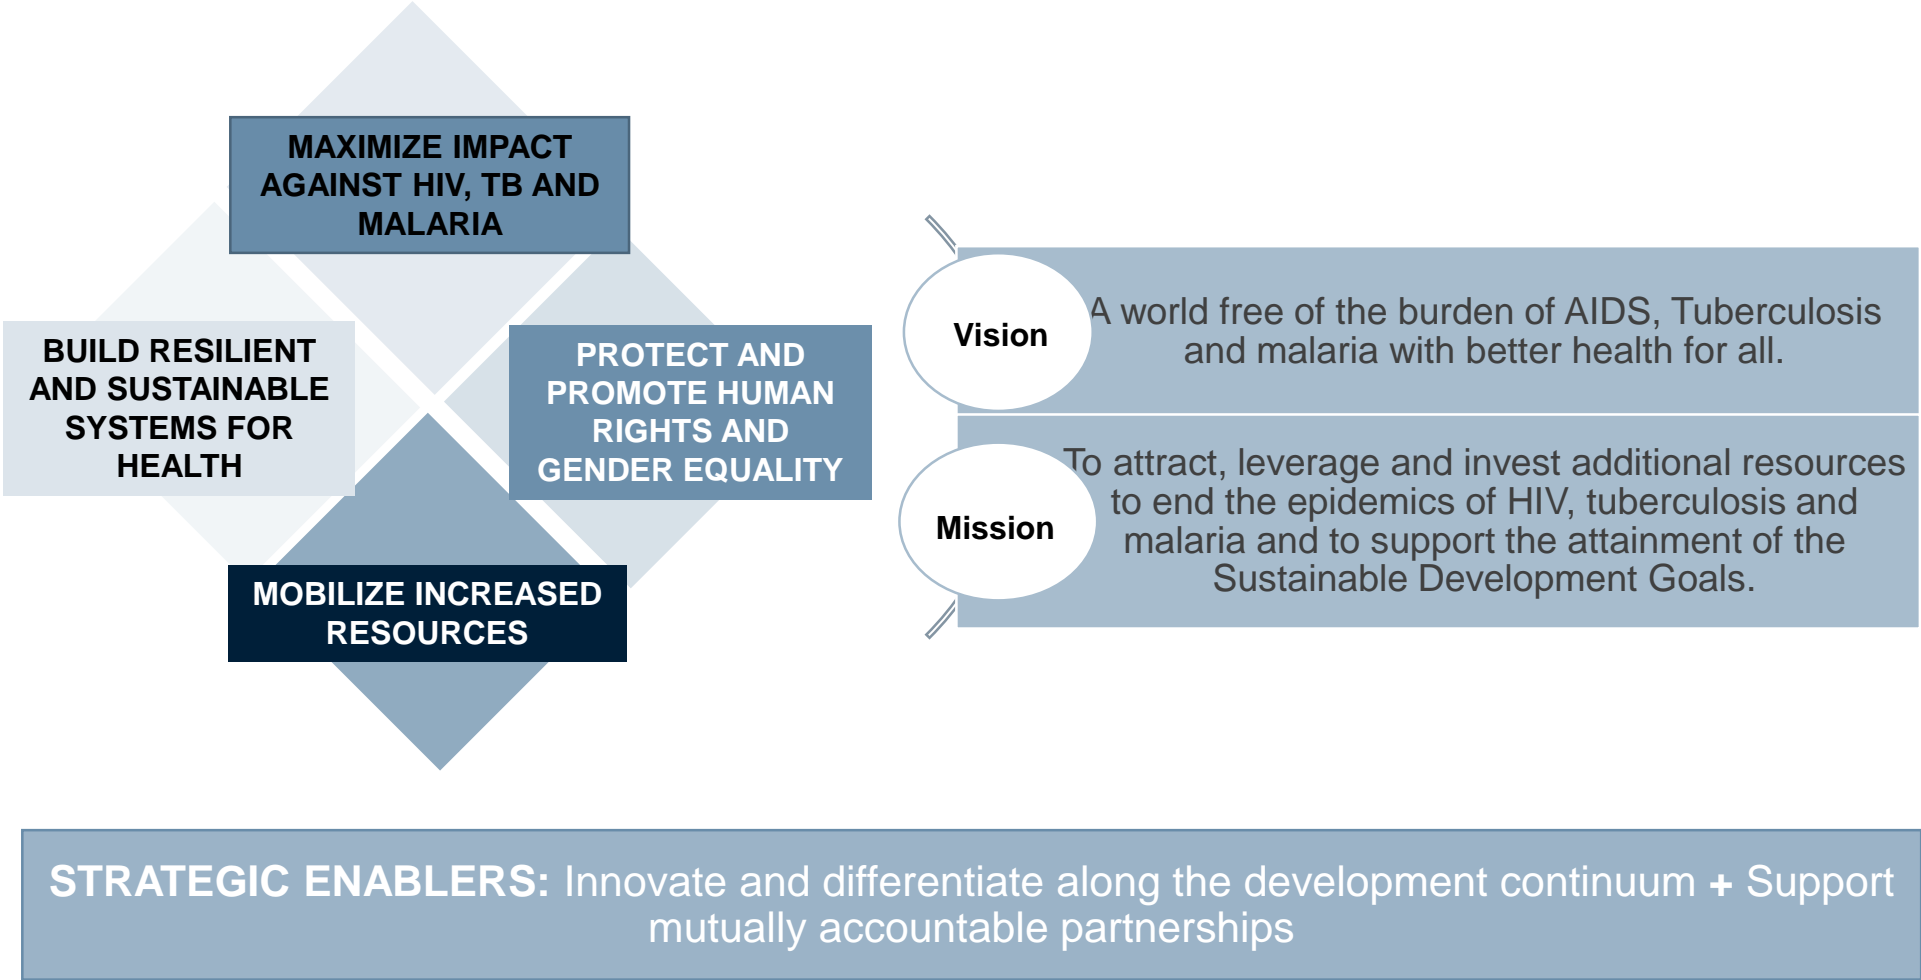 MAXIMIZE IMPACT
AGAINST HIV, TB AND
MALARIA
BUILD RESILIENT
AND SUSTAINABLE
SYSTEMS FOR
HEALTH
PROTECT AND
PROMOTE HUMAN
RIGHTS AND
GENDER EQUALITY
MOBILIZE INCREASED
RESOURCES
Vision
A world free of the burden of AIDS, Tuberculosis
and malaria with better health for all.
Mission
To attract, leverage and invest additional resources
to end the epidemics of HIV, tuberculosis and
malaria and to support the attainment of the
Sustainable Development Goals.
STRATEGIC ENABLERS: Innovate and differentiate along the development continuum + Support
mutually accountable partnerships